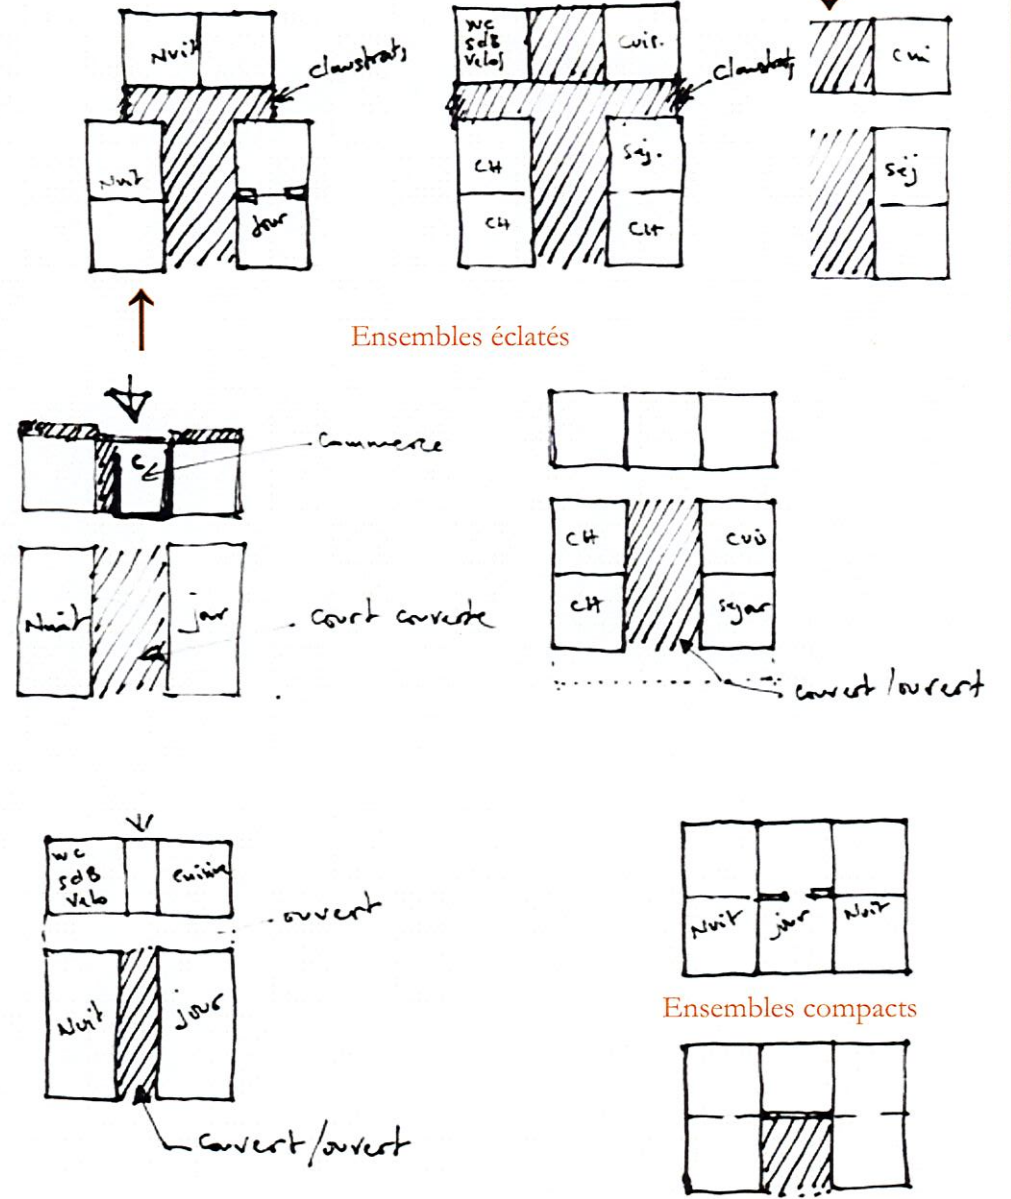 Nuit
claustrats
Nuit
Jour
WC
SdB
Velos
Cuis.
Claustrats
CH
Sej.
CH
CH
Cui
Séj
Ensembles éclatés
C
Commerce
Nuit
jour
court couverte
CH
Cuis
CH
Sejour
couvert/ouvert
WC
SdB
Velo
Cuisine
ouvert
Nuit
jour
Couvert/ouvert
Nuit
jour
Nuit
Ensembles compacts